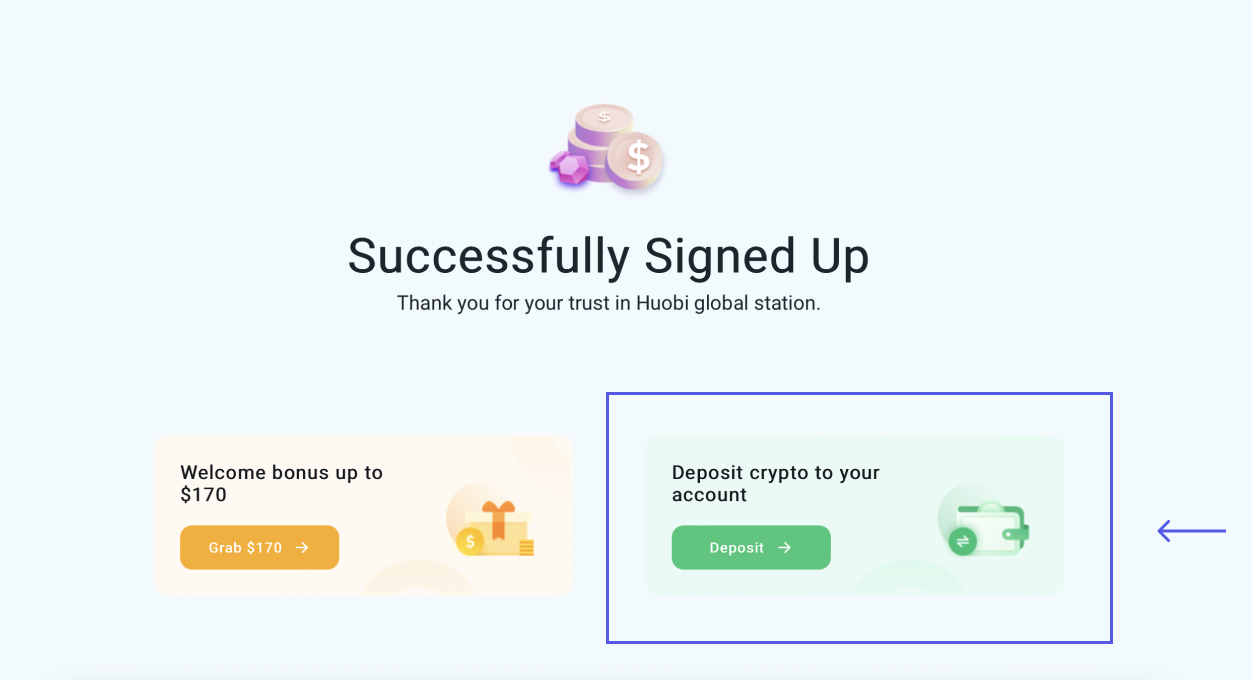 Successfully Signed Up
Thank you for your trust in Huobi global station.
Welcome bonus up to
$170
Grab $170 →
Deposit crypto to your
account
Deposit →